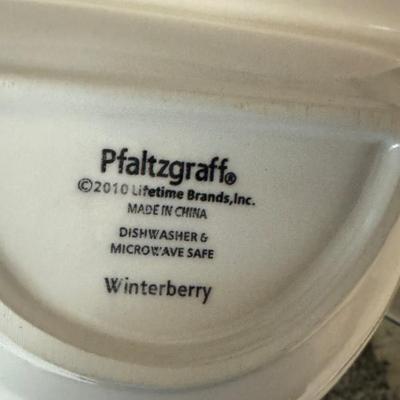 Pfaltzgraff®
©2010 Lifetime Brands,Inc.
MADE IN CHINA
DISHWASHER &
MICROWAVE SAFE
Winterberry